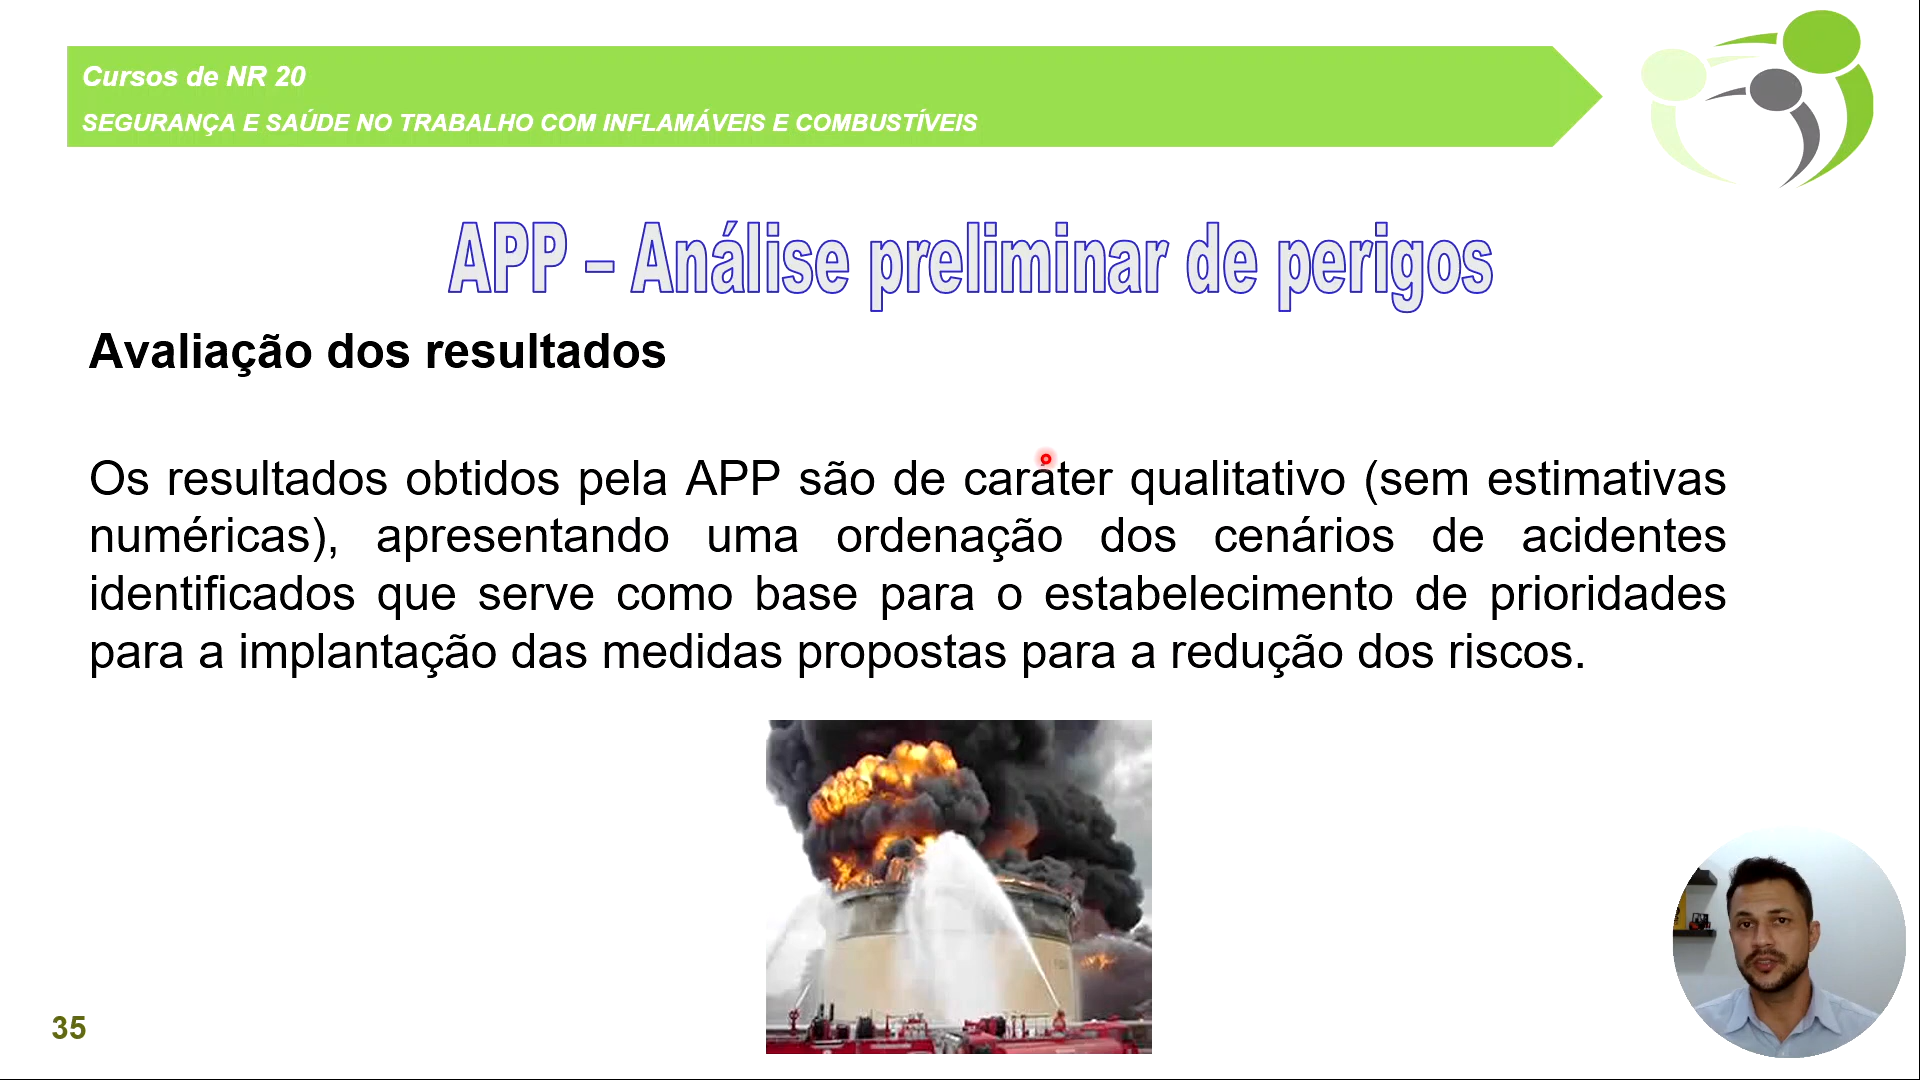 Cursos de NR 20
SEGURANÇA E SAÚDE NO TRABALHO COM INFLAMÁVEIS E COMBUSTÍVEIS
APP – Análise preliminar de perigos
Avaliação dos resultados
Os resultados obtidos pela APP são de caráter qualitativo (sem estimativas
numéricas), apresentando uma ordenação dos cenários de acidentes
identificados que serve como base para o estabelecimento de prioridades
para a implantação das medidas propostas para a redução dos riscos.
35